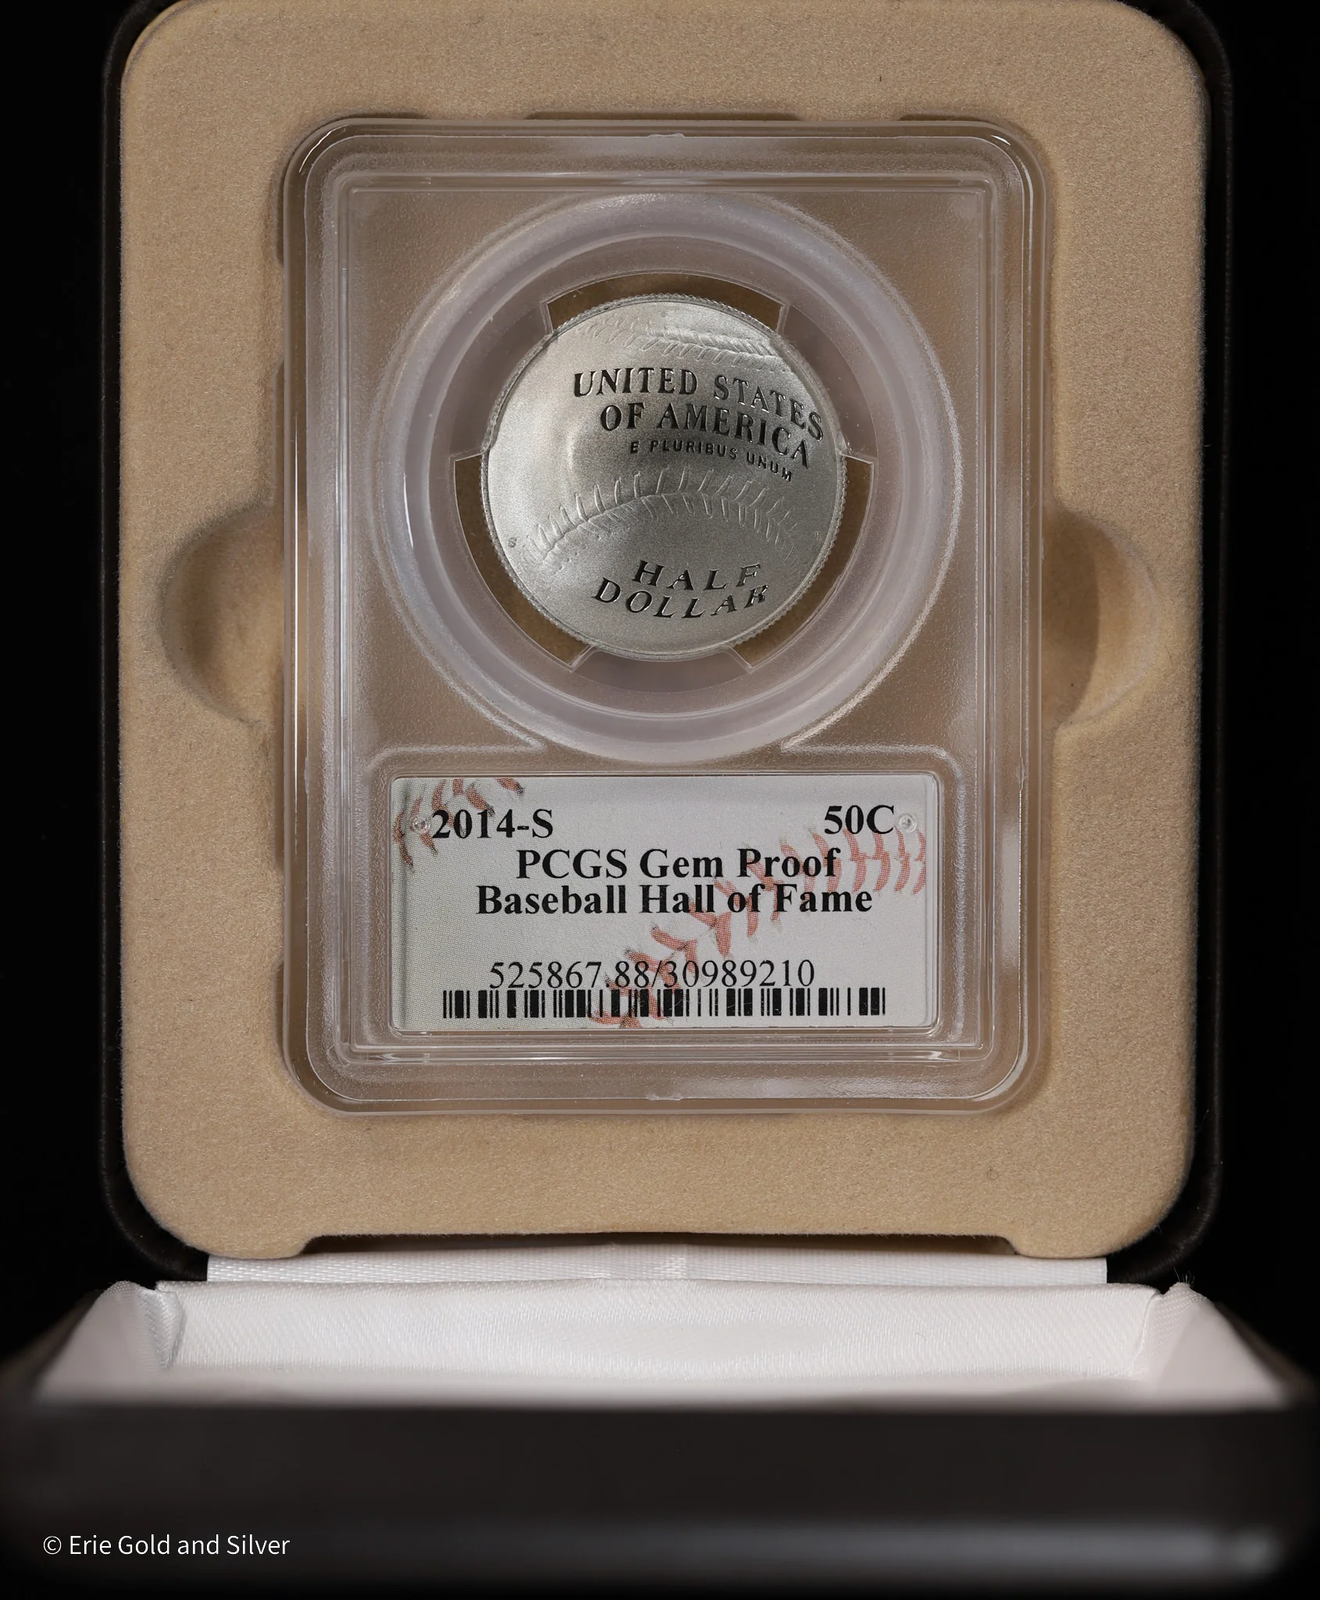 UNITED STATES
OF AMERICA
E PLURIBUS UNUM
S
HALF
DOLLAR
2014-S 50C
PCGS Gem Proof
Baseball Hall of Fame
525867.88/30989210
© Erie Gold and Silver